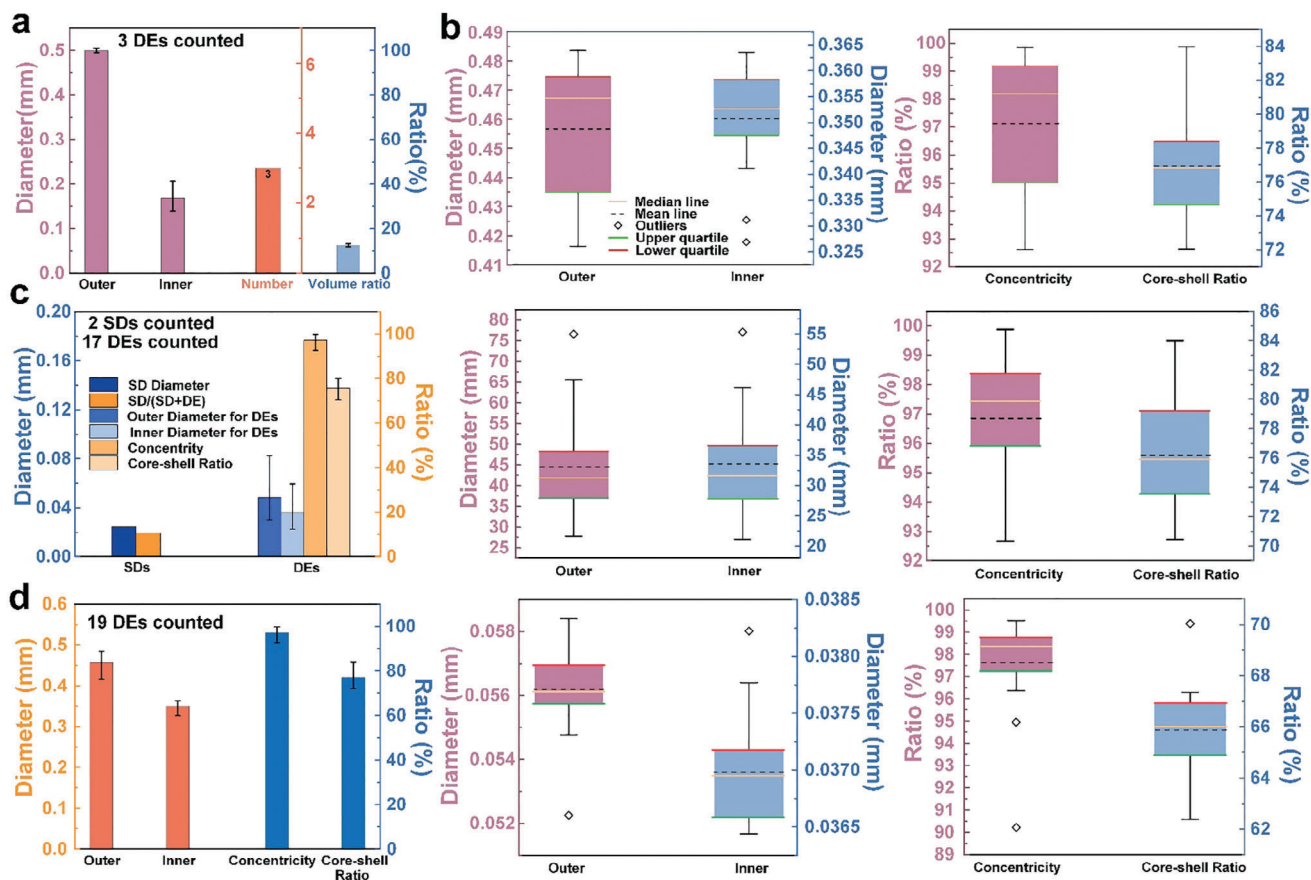 a
3 DEs counted
Diameter(mm)
0.5
0.4
0.3
0.2
0.1
0.0
6
4
2
3
100
80
60
40
20
0
Ratio(%)
Outer
Inner
Number
Volume ratio
b
Diameter (mm)
0.49
0.48
0.47
0.46
0.45
0.44
0.43
0.42
0.41
Median line
Mean line
Outliers
Upper quartile
Lower quartile
0.365
0.360
0.355
0.350
0.345
0.340
0.335
0.330
0.325
Diameter (mm)
Outer
Inner
Ratio (%)
100
99
98
97
96
95
94
93
92
84
82
80
78
76
74
72
Ratio (%)
Concentricity
Core-shell Ratio
c
2 SDs counted
17 DEs counted
Diameter (mm)
0.20
0.16
0.12
0.08
0.04
0.00
SD Diameter
SD/(SD+DE)
Outer Diameter for DEs
Inner Diameter for DEs
Concentrity
Core-shell Ratio
100
80
60
40
20
0
Ratio (%)
SDs
DEs
Diameter (mm)
80
75
70
65
60
55
50
45
40
35
30
25
55
50
45
40
35
30
25
20
Diameter (mm)
Outer
Inner
Ratio (%)
100
99
98
97
96
95
94
93
92
86
84
82
80
78
76
74
72
70
Ratio (%)
Concentricity
Core-shell Ratio
d
19 DEs counted
Diameter (mm)
0.6
0.5
0.4
0.3
0.2
0.1
0.0
100
80
60
40
20
0
Ratio (%)
Outer
Inner
Concentricity
Core-shell
Ratio
Diameter (mm)
0.058
0.056
0.054
0.052
0.0385
0.0380
0.0375
0.0370
0.0365
Diameter (mm)
Outer
Inner
Ratio (%)
100
99
98
97
96
95
94
93
92
91
90
89
70
68
66
64
62
Ratio (%)
Concentricity
Core-shell Ratio